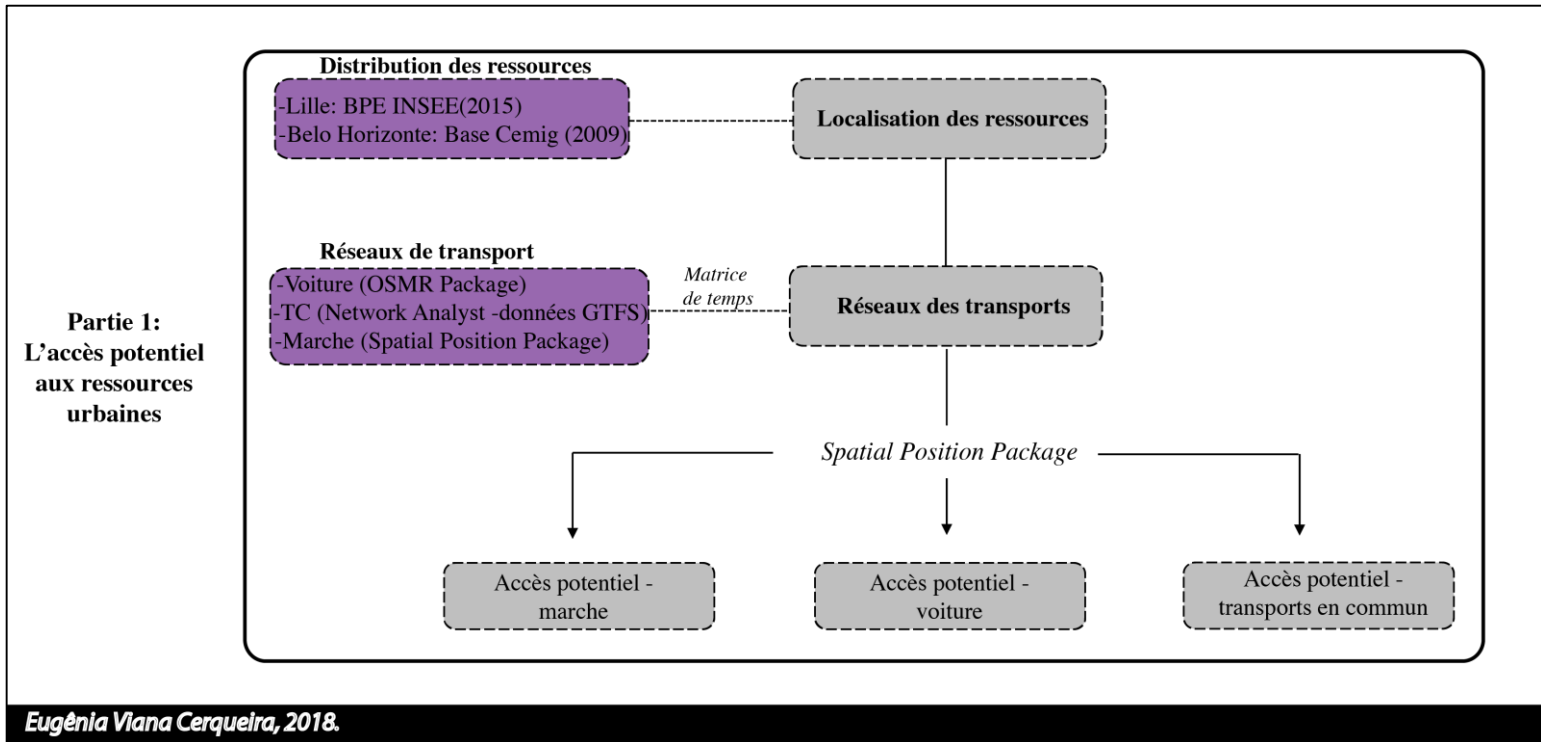 Distribution des ressources
-Lille: BPE INSEE(2015)
-Belo Horizonte: Base Cemig (2009)
Localisation des ressources
Réseaux de transport
-Voiture (OSMR Package)
-TC (Network Analyst -données GTFS)
-Marche (Spatial Position Package)
Matrice
de temps
Réseaux des transports
Partie 1:
L'accès potentiel
aux ressources
urbaines
Spatial Position Package
Accès potentiel -
marche
Accès potentiel -
voiture
Accès potentiel -
transports en commun
Eugênia Viana Cerqueira, 2018.